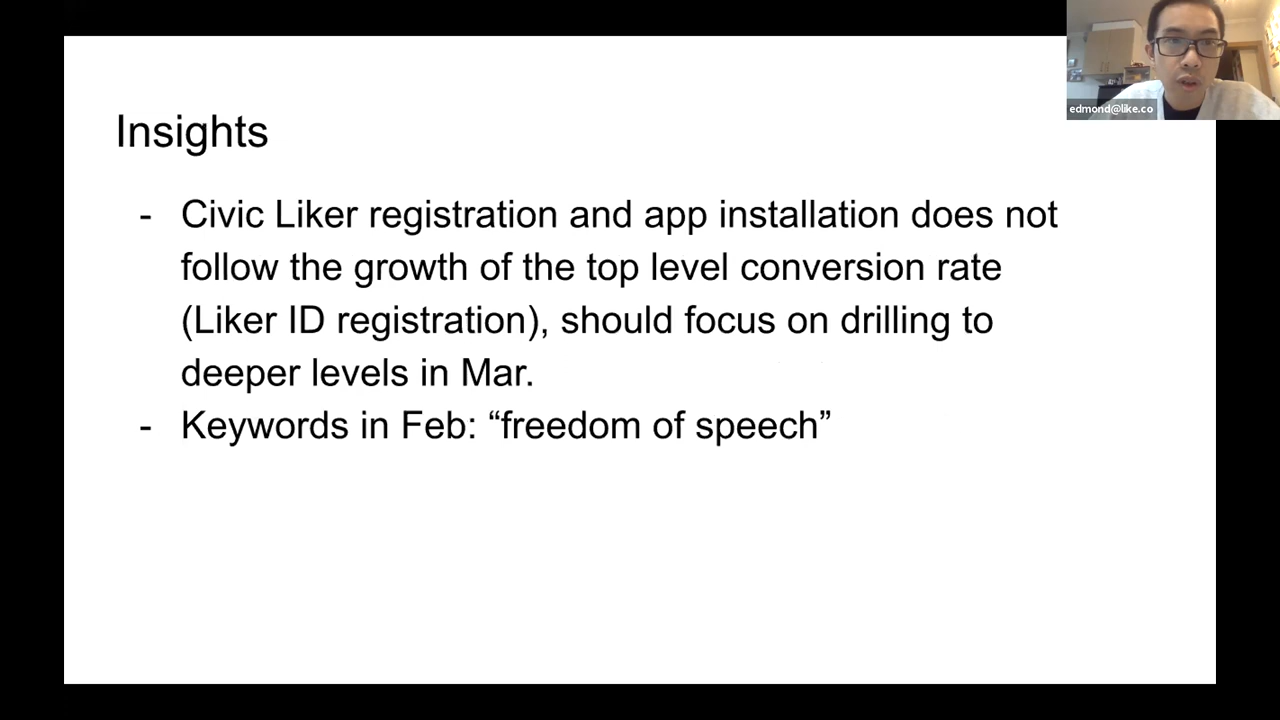 edmond@like.co
Insights
- Civic Liker registration and app installation does not
follow the growth of the top level conversion rate
(Liker ID registration), should focus on drilling to
deeper levels in Mar.
- Keywords in Feb: “freedom of speech”